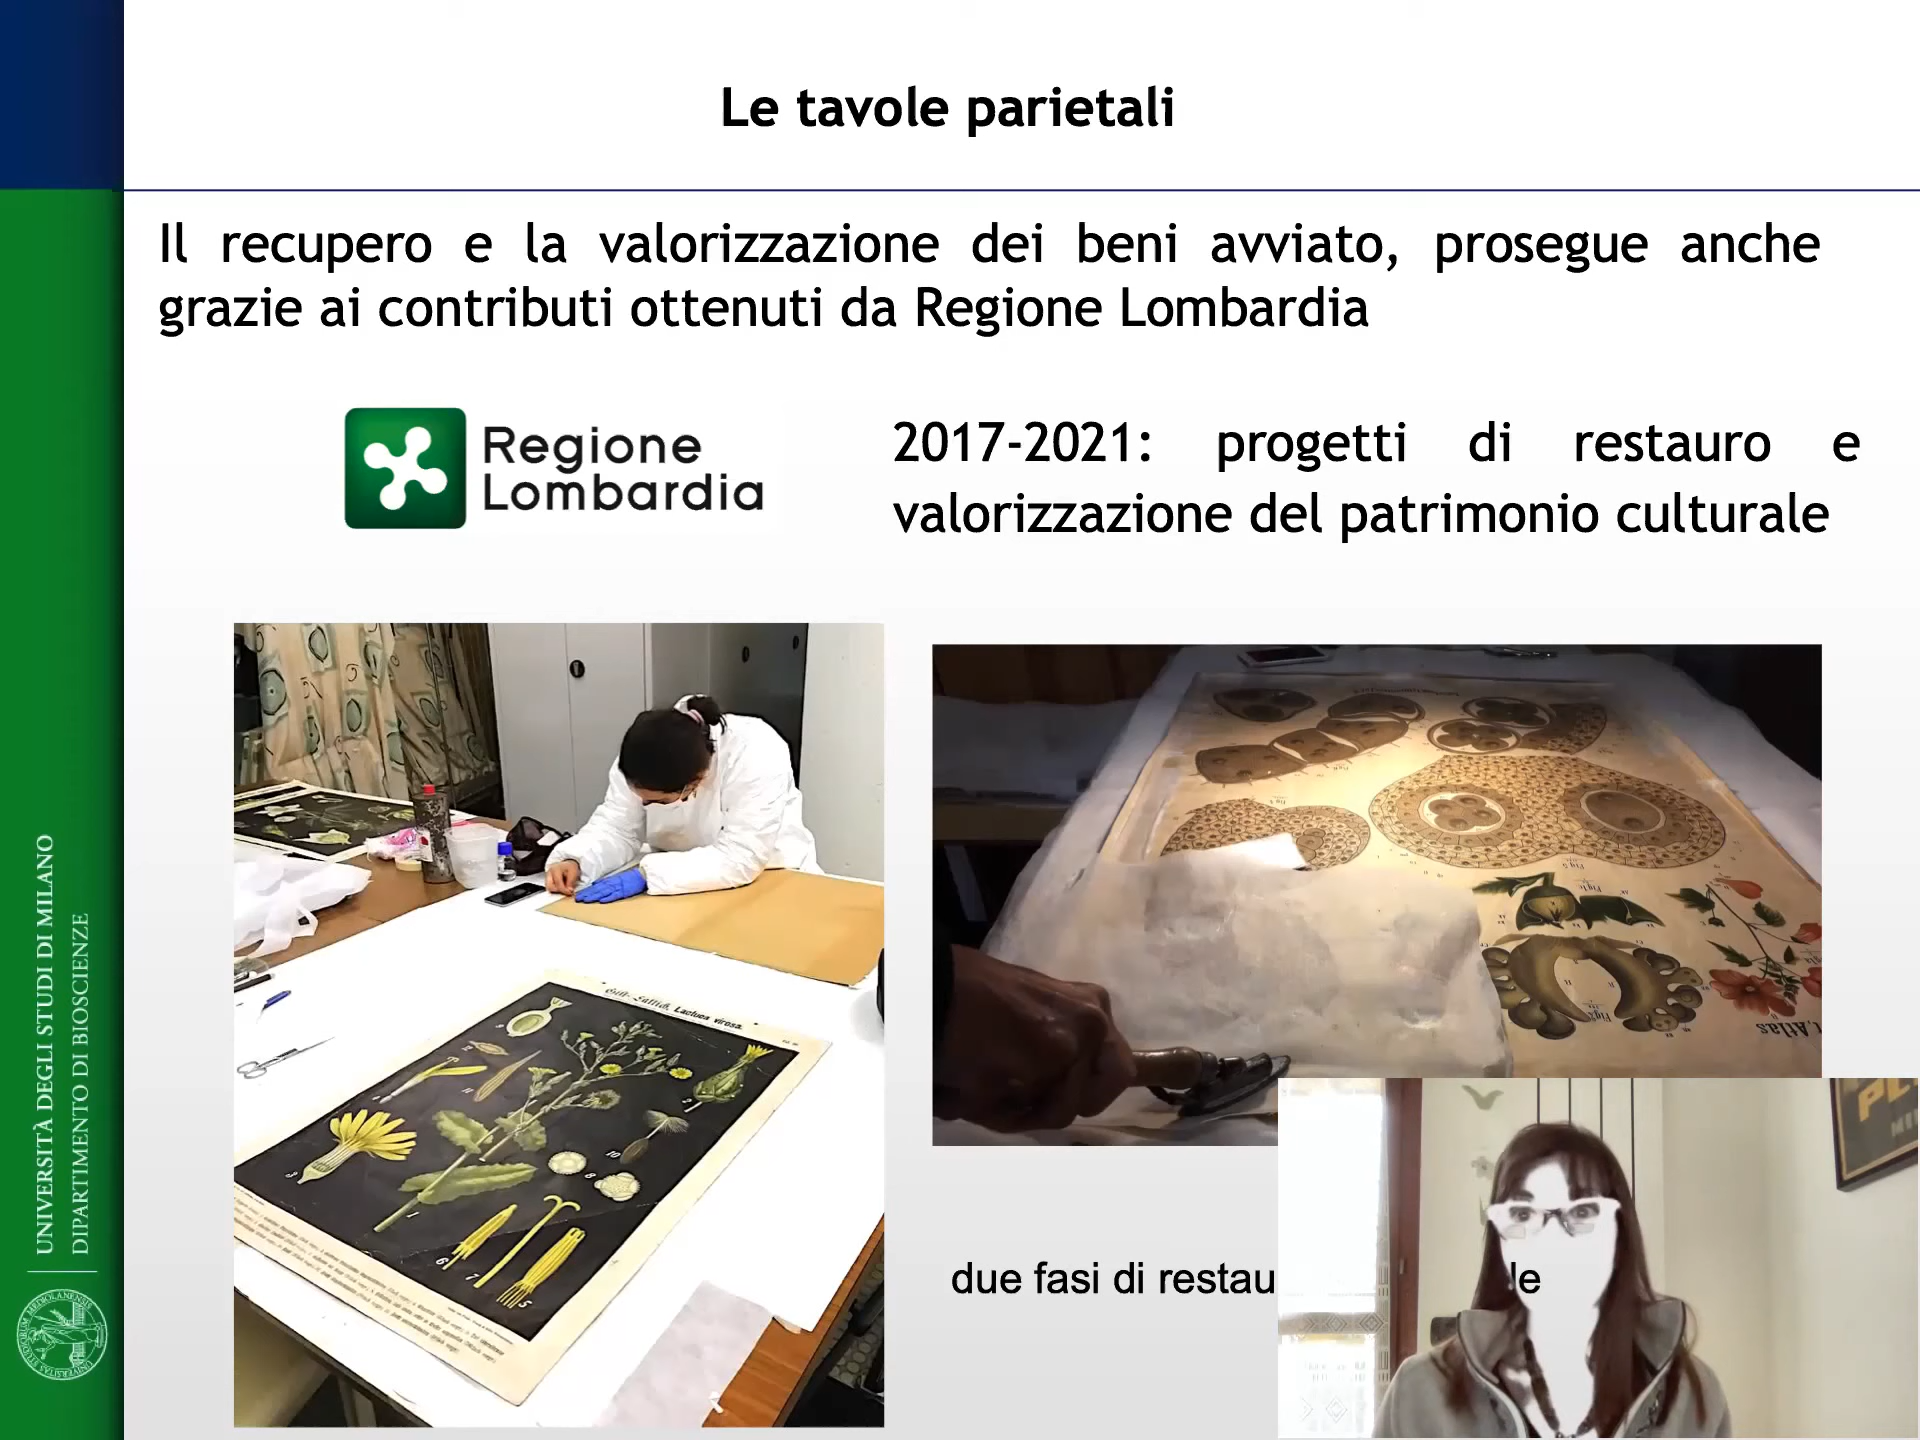 Le tavole parietali
Il recupero e la valorizzazione dei beni avviato, prosegue anche
grazie ai contributi ottenuti da Regione Lombardia
Regione
Lombardia
2017-2021: progetti di restauro e
valorizzazione del patrimonio culturale
Lactuca virosa.
Atlas
due fasi di
UNIVERSITÀ DEGLI STUDI DI MILANO
DIPARTIMENTO DI BIOSCIENZE